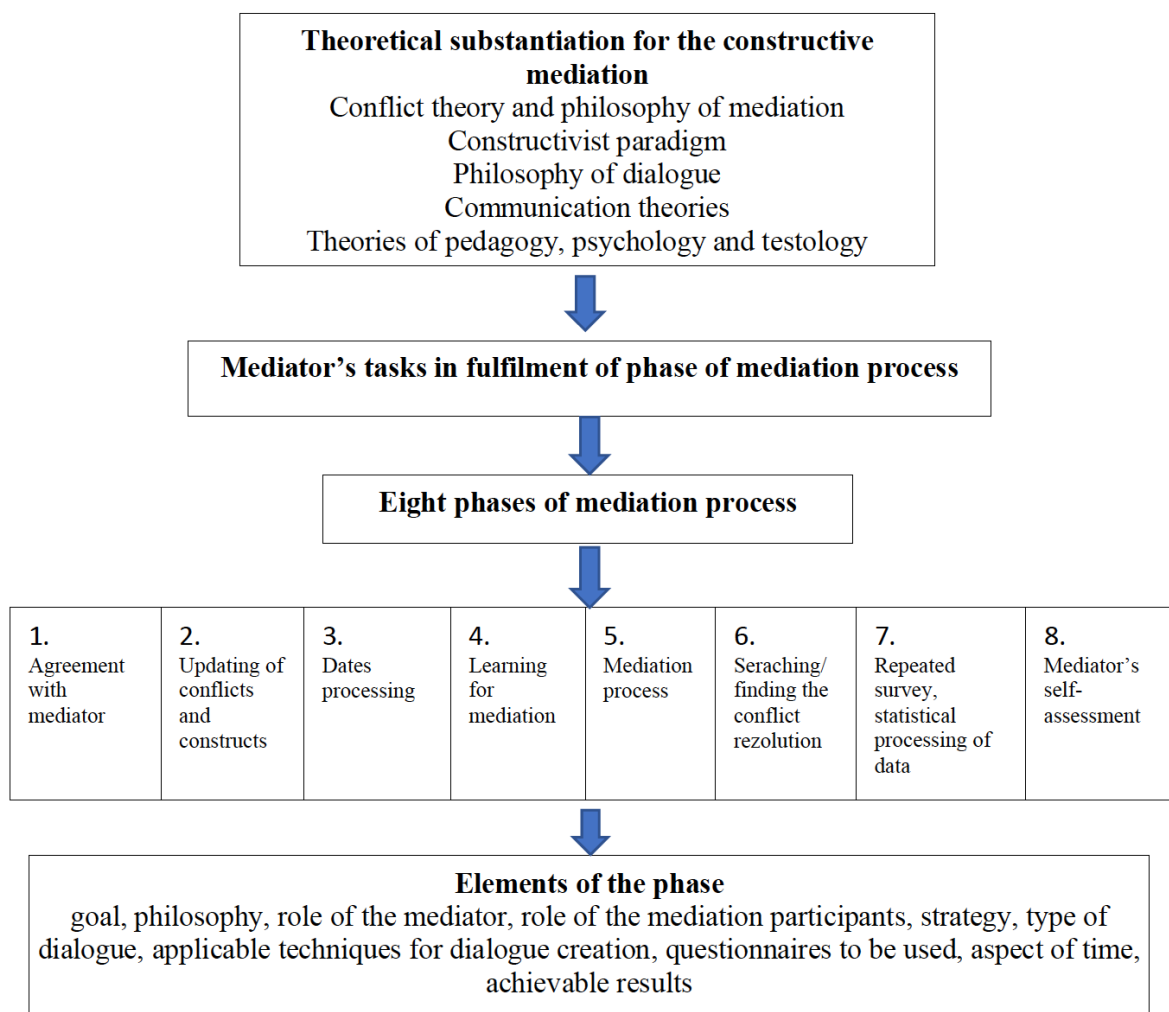 Theoretical substantiation for the constructive
mediation
Conflict theory and philosophy of mediation
Constructivist paradigm
Philosophy of dialogue
Communication theories
Theories of pedagogy, psychology and testology
Mediator’s tasks in fulfilment of phase of mediation process
Eight phases of mediation process
1.
Agreement
with
mediator
2.
Updating of
conflicts
and
constructs
3.
Dates
processing
4.
Learning
for
mediation
5.
Mediation
process
6.
Seraching/
finding the
conflict
rezolution
7.
Repeated
survey,
statistical
processing of
data
8.
Mediator’s
self-
assessment
Elements of the phase
goal, philosophy, role of the mediator, role of the mediation participants, strategy, type of
dialogue, applicable techniques for dialogue creation, questionnaires to be used, aspect of time,
achievable results